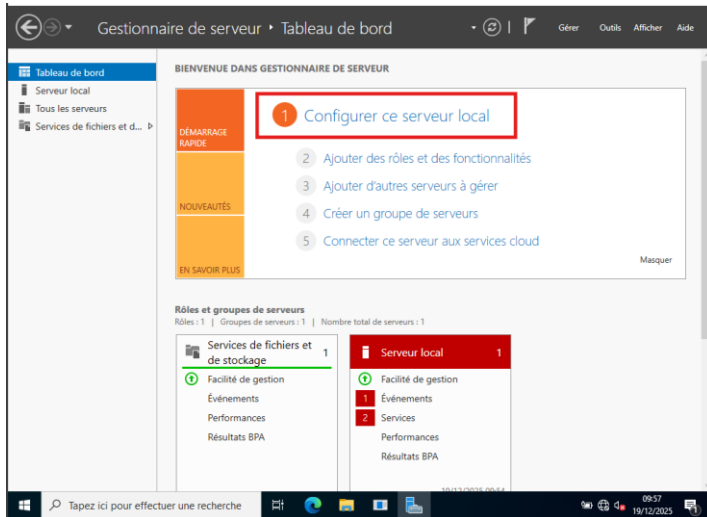 Gestionnaire de serveur • Tableau de bord
Gérer Outils Afficher Aide
Tableau de bord
Serveur local
Tous les serveurs
Services de fichiers et d...
BIENVENUE DANS GESTIONNAIRE DE SERVEUR
DÉMARRAGE
RAPIDE
NOUVEAUTÉS
EN SAVOIR PLUS
1 Configurer ce serveur local
2 Ajouter des rôles et des fonctionnalités
3 Ajouter d'autres serveurs à gérer
4 Créer un groupe de serveurs
5 Connecter ce serveur aux services cloud
Masquer
Rôles et groupes de serveurs
Rôles : 1 | Groupes de serveurs : 1 | Nombre total de serveurs : 1
Services de fichiers et
de stockage
1
Facilité de gestion
Événements
Performances
Résultats BPA
Serveur local 1
Facilité de gestion
1 Événements
2 Services
Performances
Résultats BPA
19/12/2025 09:54
Tapez ici pour effectuer une recherche
09:57
19/12/2025